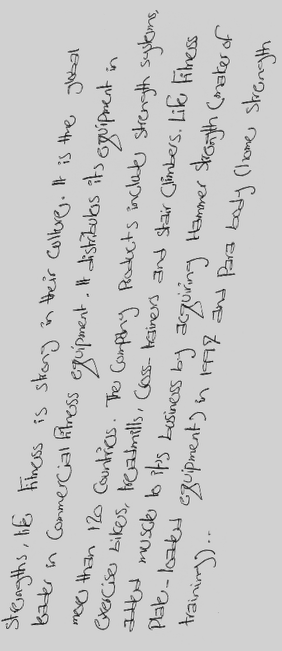 Strengths, life fitness is strong in their culture. It is the global
leader in Commercial Fitness equipment. It distributes its equipment in
more than 120 Countries. The Company Products include strength systems,
exercise bikes, treadmills, Cross-trainers and stair Climbers. Life Fitness
added muscle to it's business by acquiring Hammer Strength (maker of
Plate-loaded equipment) in 1997 and Para body (home strength
training)...